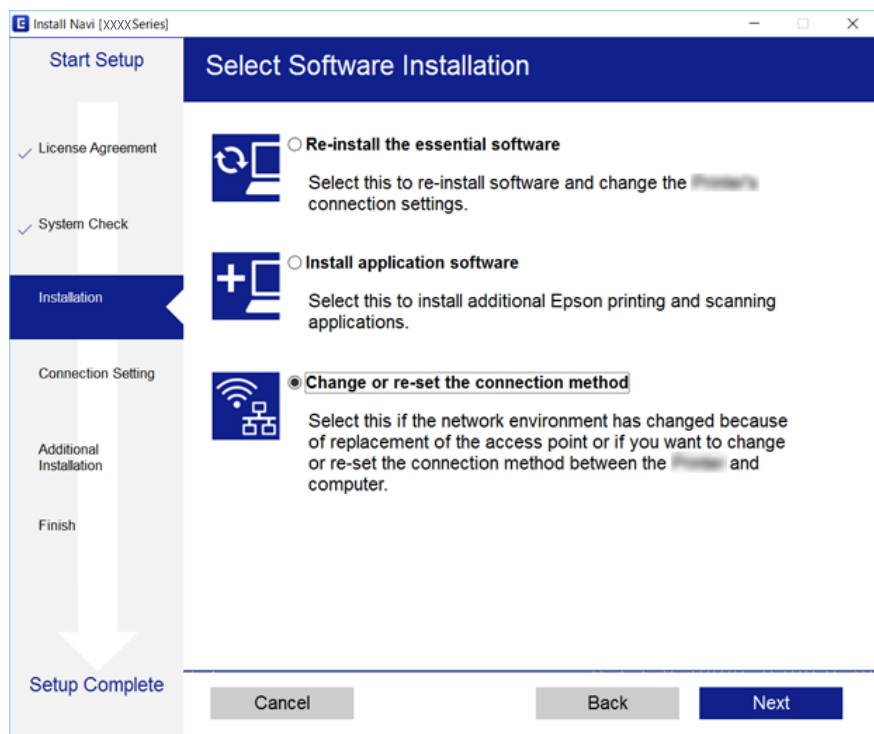 E Install Navi [XXXX Series]
Start Setup
Select Software Installation
License Agreement
System Check
Installation
Connection Setting
Additional
Installation
Finish
Setup Complete
Re-install the essential software
Select this to re-install software and change the
connection settings.
Install application software
Select this to install additional Epson printing and scanning
applications.
Change or re-set the connection method
Select this if the network environment has changed because
of replacement of the access point or if you want to change
or re-set the connection method between the and
computer.
Cancel
Back
Next